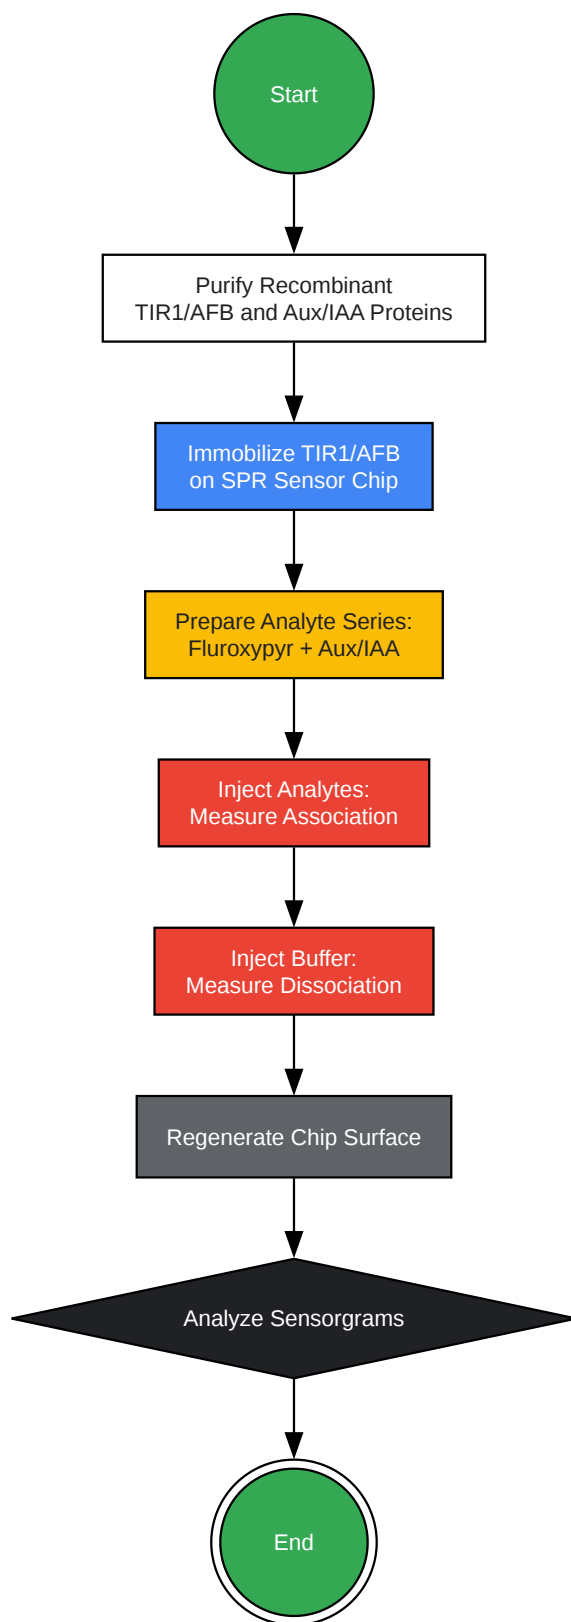 Start
Purify Recombinant
TIR1/AFB and Aux/IAA Proteins
Immobilize TIR1/AFB
on SPR Sensor Chip
Prepare Analyte Series:
Fluroxypyr + Aux/IAA
Inject Analytes:
Measure Association
Inject Buffer:
Measure Dissociation
Regenerate Chip Surface
Analyze Sensorgrams
End